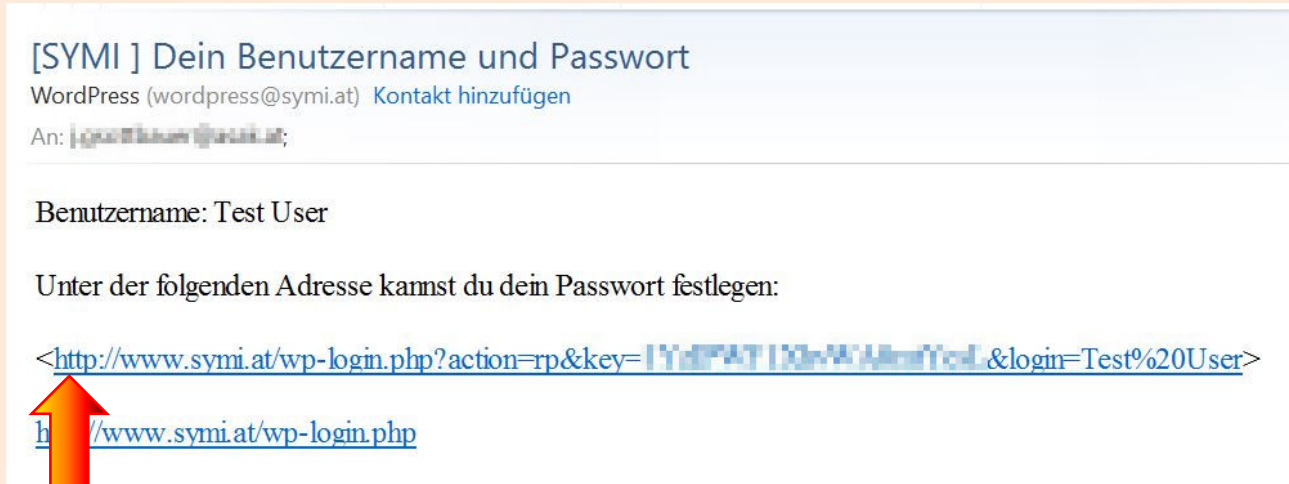 [SYMI ] Dein Benutzername und Passwort
WordPress (wordpress@symi.at) Kontakt hinzufügen
An:
Benutzername: Test User
Unter der folgenden Adresse kannst du dein Passwort festlegen:
<http://www.symi.at/wp-login.php?action=rp&key= &login=Test%20User>
//www.symi.at/wp-login.php